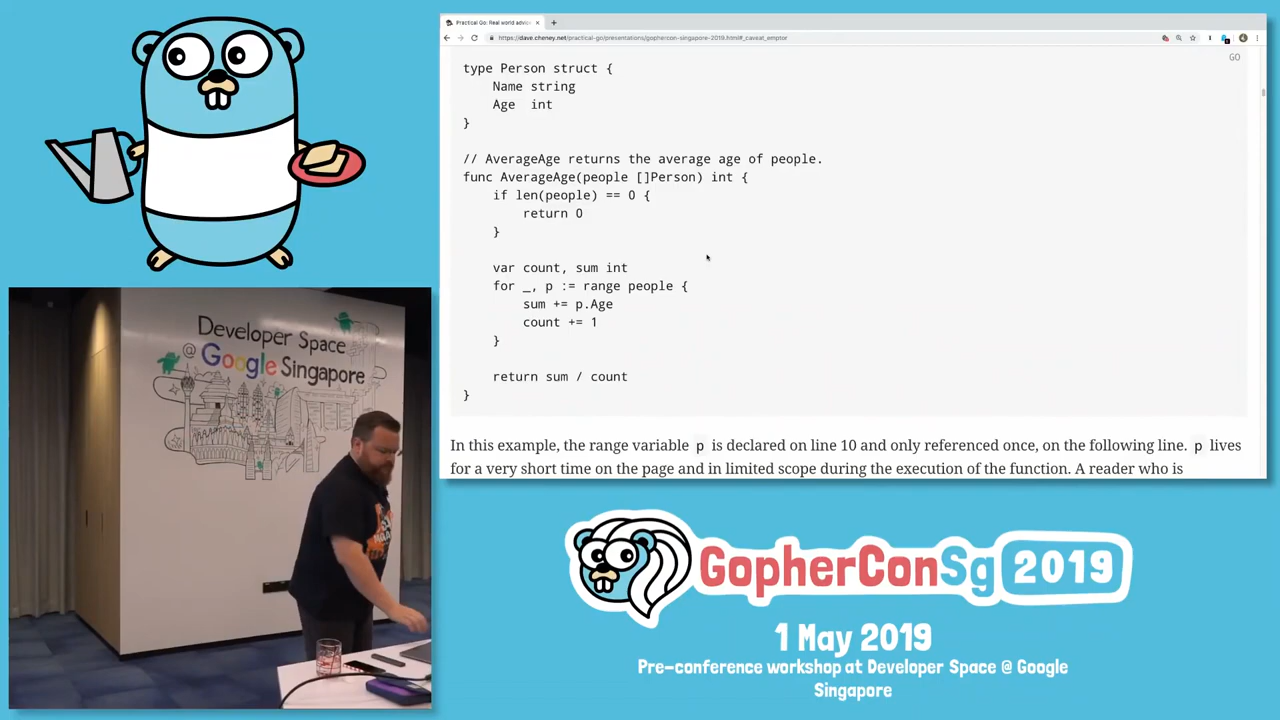 Practical Go: Real world advic
https://dave.cheney.net/practical-go/presentations/gophercon-singapore-2019.html#_caveat_emptor
GO
type Person struct {
Name string
Age int
}
// AverageAge returns the average age of people.
func AverageAge(people []Person) int {
if len(people) == 0 {
return 0
}
var count, sum int
for _, p := range people {
sum += p.Age
count += 1
}
return sum / count
}
In this example, the range variable p is declared on line 10 and only referenced once, on the following line. p lives
for a very short time on the page and in limited scope during the execution of the function. A reader who is
Developer Space
@ Google
Singapore
GopherConSg 2019
1 May 2019
Pre-conference workshop at Developer Space @ Google
Singapore